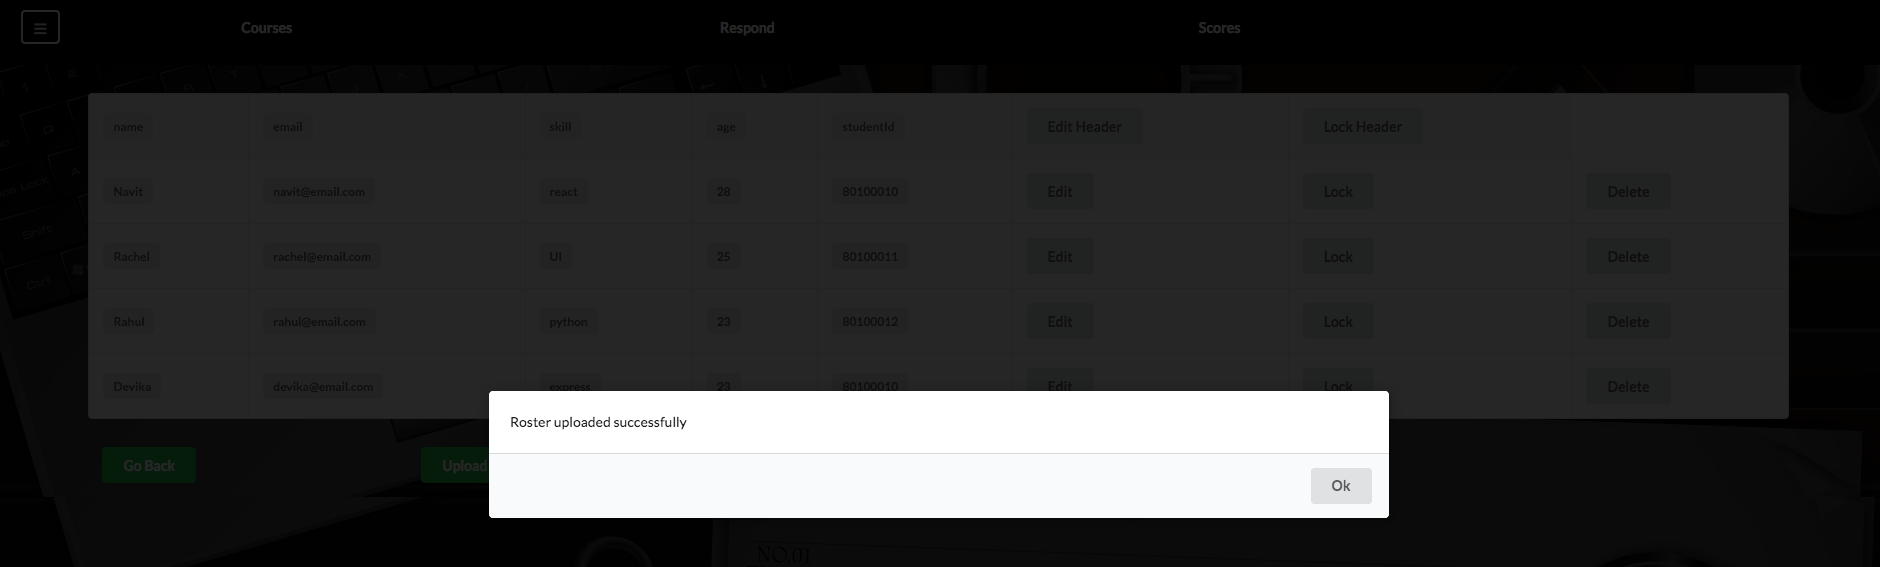 Courses Respond Scores
name email skill age studentId Edit Header Lock Header
Navit navit@email.com react 28 80100010 Edit Lock Delete
Rachel rachel@email.com UI 25 80100011 Edit Lock Delete
Rahul rahul@email.com python 23 80100012 Edit Lock Delete
Devika devika@email.com express 23 80100010 Edit Lock Delete
Roster uploaded successfully
Go Back Upload
Ok
Shift
Ctrl
NO.01